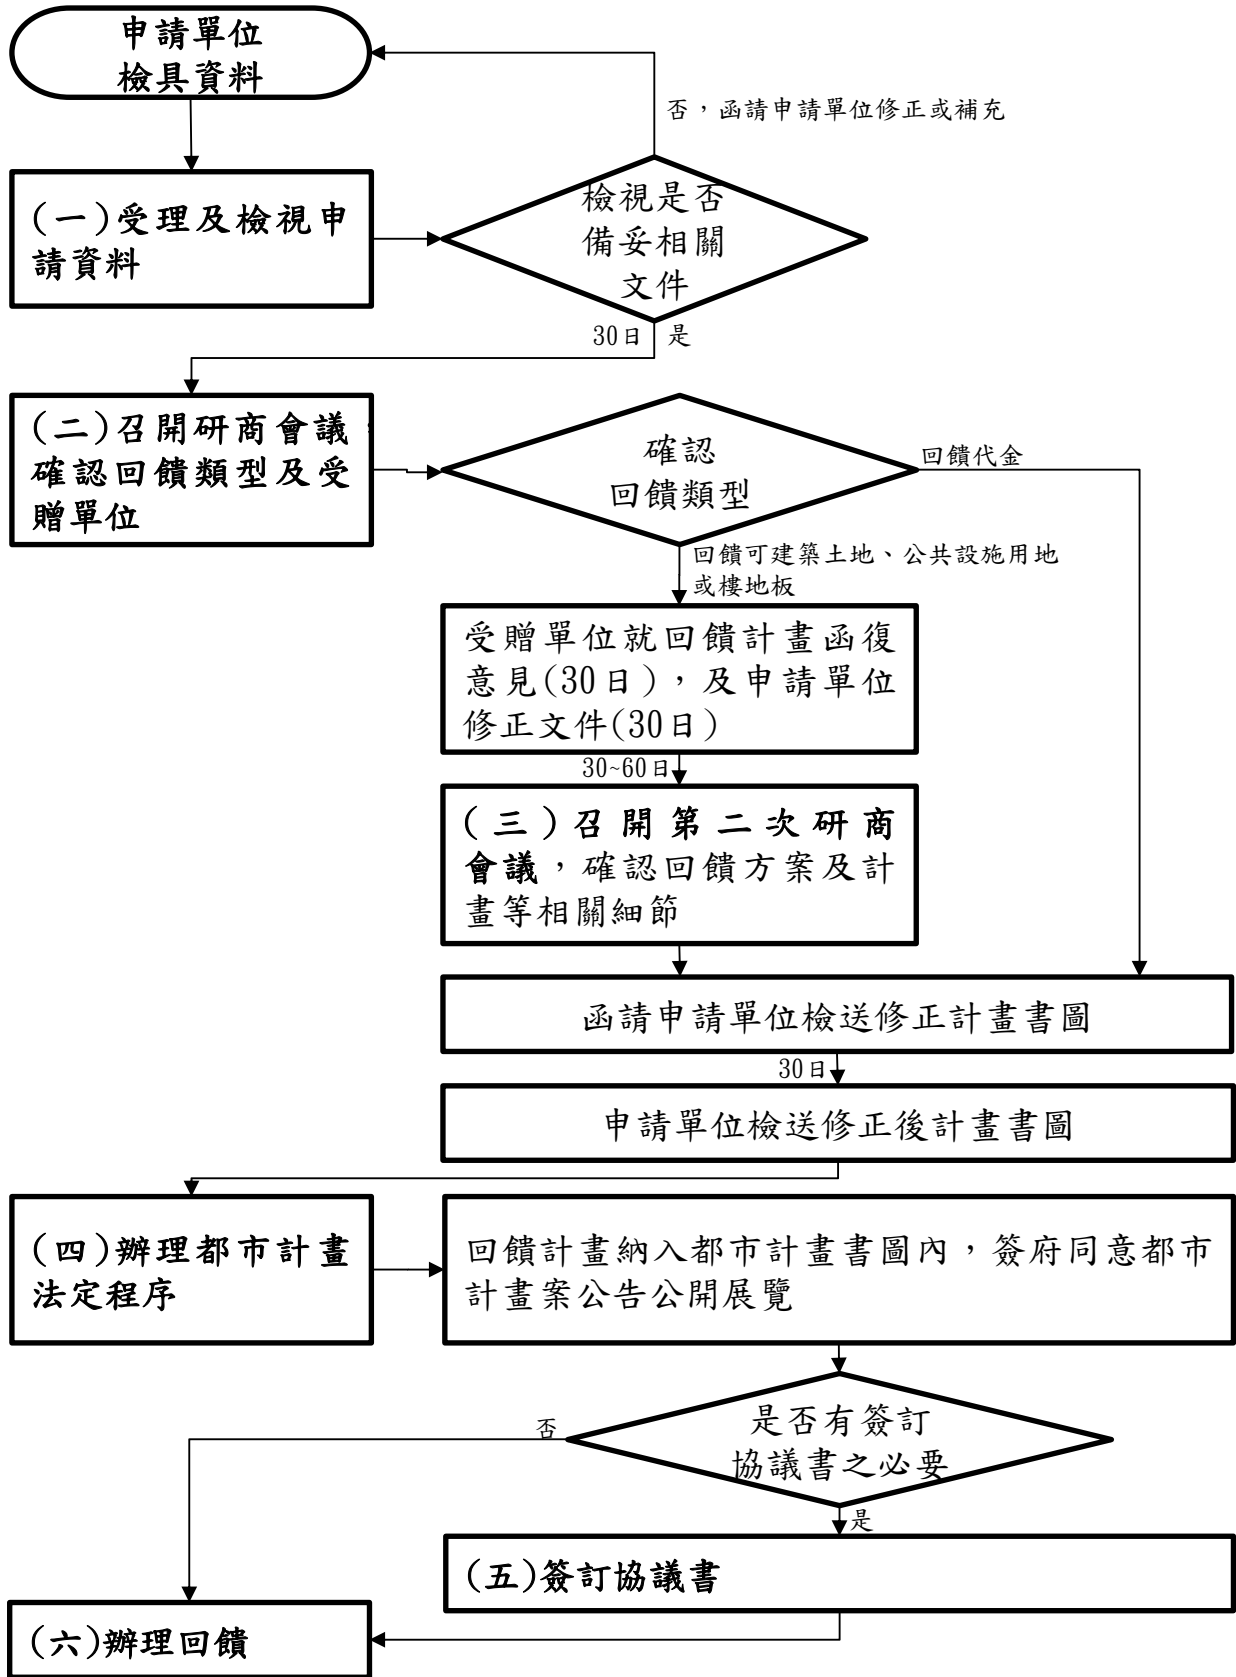 申請單位
檢具資料
否，函請申請單位修正或補充
(一)受理及檢視申
請資料
檢視是否
備妥相關
文件
30日 是
(二)召開研商會議，
確認回饋類型及受
贈單位
確認
回饋類型
回饋代金
回饋可建築土地、公共設施用地
或樓地板
受贈單位就回饋計畫函復
意見(30日)，及申請單位
修正文件(30日)
30~60日
(三)召開第二次研商
會議，確認回饋方案及計
畫等相關細節
函請申請單位檢送修正計畫書圖
30日
申請單位檢送修正後計畫書圖
(四)辦理都市計畫
法定程序
回饋計畫納入都市計畫書圖內，簽府同意都市
計畫案公告公開展覽
是否有簽訂
協議書之必要
否
是
(五)簽訂協議書
(六)辦理回饋